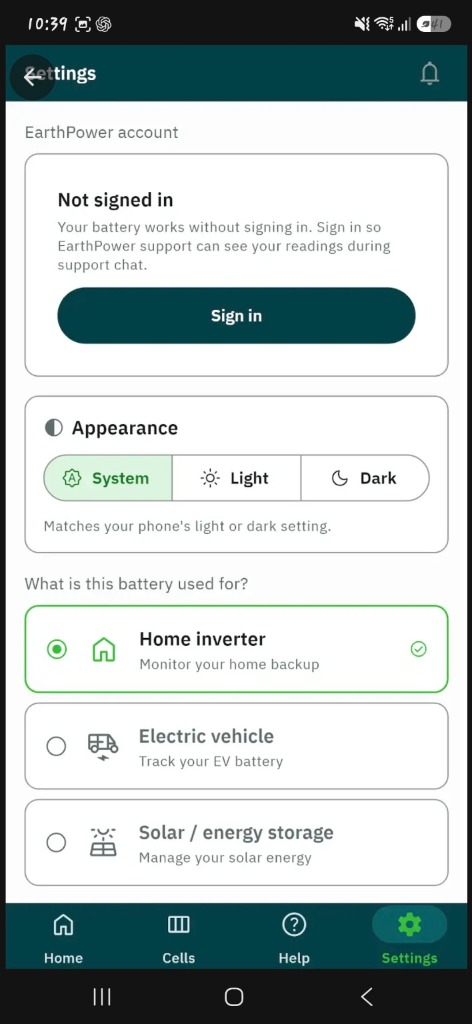 10:39
41
Settings
EarthPower account
Not signed in
Your battery works without signing in. Sign in so
EarthPower support can see your readings during
support chat.
Sign in
Appearance
A System
Light
Dark
Matches your phone's light or dark setting.
What is this battery used for?
Home inverter
Monitor your home backup
Electric vehicle
Track your EV battery
Solar / energy storage
Manage your solar energy
Home
Cells
? Help
Settings